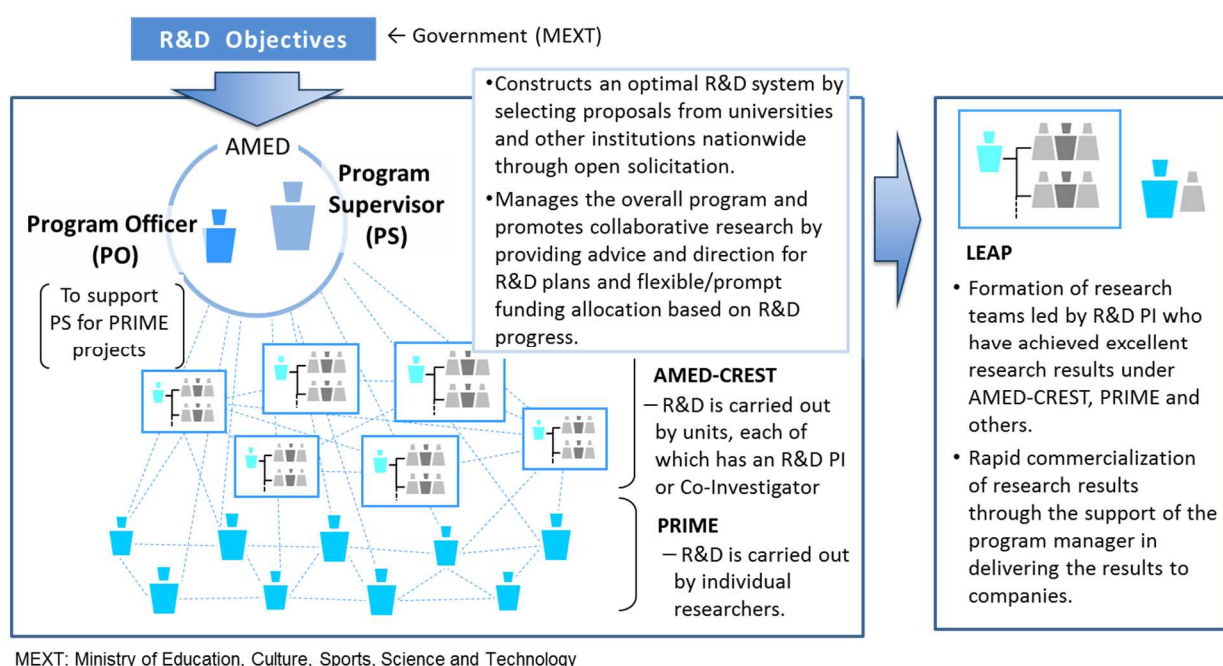 R&D Objectives
← Government (MEXT)
•Constructs an optimal R&D system by
selecting proposals from universities
and other institutions nationwide
through open solicitation.
•Manages the overall program and
promotes collaborative research by
providing advice and direction for
R&D plans and flexible/prompt
funding allocation based on R&D
progress.
AMED
Program
Supervisor
(PS)
Program Officer
(PO)
To support
PS for PRIME
projects
AMED-CREST
– R&D is carried out
by units, each of
which has an R&D PI
or Co-Investigator
PRIME
– R&D is carried out
by individual
researchers.
LEAP
• Formation of research
teams led by R&D PI who
have achieved excellent
research results under
AMED-CREST, PRIME and
others.
• Rapid commercialization
of research results
through the support of the
program manager in
delivering the results to
companies.
MEXT: Ministry of Education, Culture, Sports, Science and Technology